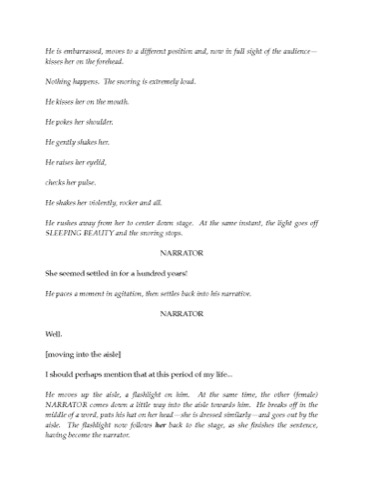 He is embarrassed, moves to a different position and, now in full sight of the audience—
kisses her on the forehead.
Nothing happens.  The snoring is extremely loud.
He kisses her on the mouth.
He pokes her shoulder.
He gently shakes her.
He raises her eyelid,
checks her pulse.
He shakes her violently, rocker and all.
He rushes away from her to center down stage.  At the same instant, the light goes off
SLEEPING BEAUTY and the snoring stops.
NARRATOR
She seemed settled in for a hundred years!
He paces a moment in agitation, then settles back into his narrative.
NARRATOR
Well.
[moving into the aisle]
I should perhaps mention that at this period of my life...
He moves up the aisle, a flashlight on him.  At the same time, the other (female)
NARRATOR comes down a little way into the aisle towards him.  He breaks off in the
middle of a word, puts his hat on her head—she is dressed similarly—and goes out by the
aisle.  The flashlight now follows her back to the stage, as she finishes the sentence,
having become the narrator.